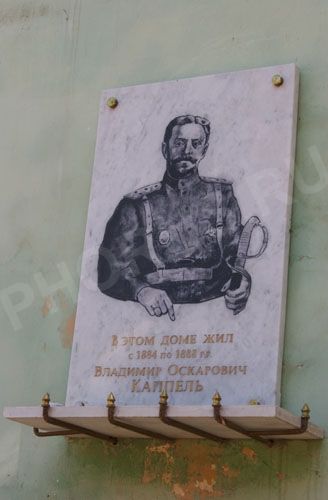 В ЭТОМ ДОМЕ ЖИЛ
с 1884 по 1888 г.г.
ВЛАДИМИР ОСКАРОВИЧ
КАППЕЛЬ